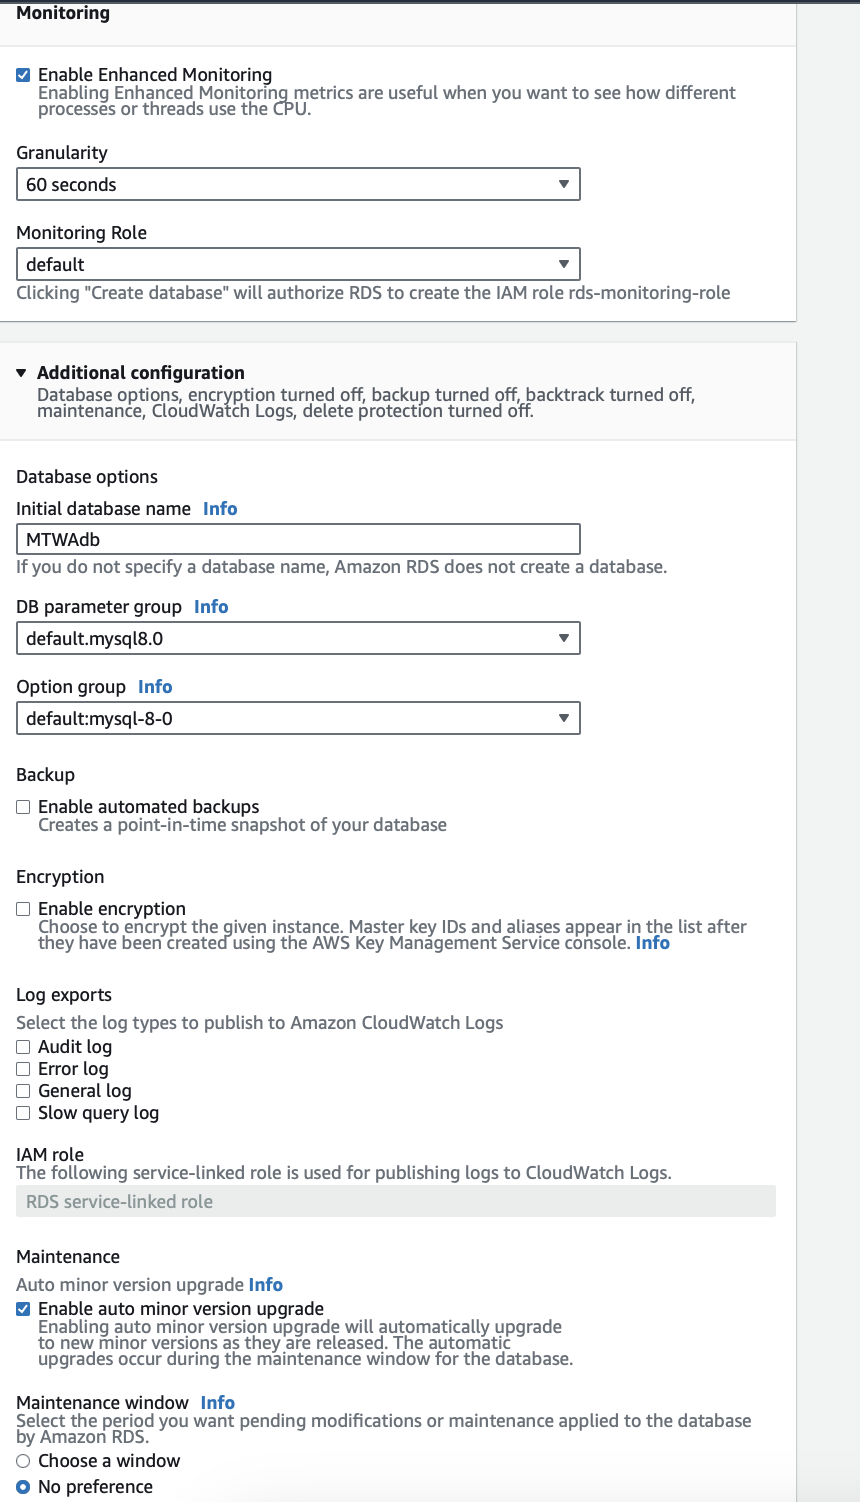 Monitoring
Enable Enhanced Monitoring
Enabling Enhanced Monitoring metrics are useful when you want to see how different
processes or threads use the CPU.
Granularity
60 seconds
Monitoring Role
default
Clicking "Create database" will authorize RDS to create the IAM role rds-monitoring-role
Additional configuration
Database options, encryption turned off, backup turned off, backtrack turned off,
maintenance, CloudWatch Logs, delete protection turned off.
Database options
Initial database name Info
MTWAdb
If you do not specify a database name, Amazon RDS does not create a database.
DB parameter group Info
default.mysql8.0
Option group Info
default:mysql-8-0
Backup
Enable automated backups
Creates a point-in-time snapshot of your database
Encryption
Enable encryption
Choose to encrypt the given instance. Master key IDs and aliases appear in the list after
they have been created using the AWS Key Management Service console. Info
Log exports
Select the log types to publish to Amazon CloudWatch Logs
Audit log
Error log
General log
Slow query log
IAM role
The following service-linked role is used for publishing logs to CloudWatch Logs.
RDS service-linked role
Maintenance
Auto minor version upgrade Info
Enable auto minor version upgrade
Enabling auto minor version upgrade will automatically upgrade
to new minor versions as they are released. The automatic
upgrades occur during the maintenance window for the database.
Maintenance window Info
Select the period you want pending modifications or maintenance applied to the database
by Amazon RDS.
Choose a window
No preference